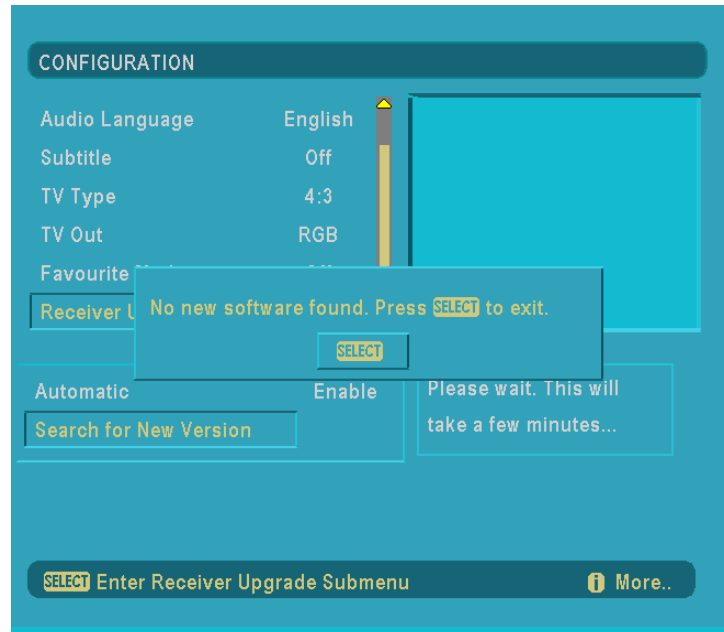 CONFIGURATION
Audio Language English
Subtitle Off
TV Type 4:3
TV Out RGB
Favourite
Receiver
No new software found. Press SELECT to exit.
SELECT
Automatic Enable
Search for New Version
Please wait. This will
take a few minutes...
SELECT Enter Receiver Upgrade Submenu
i More..